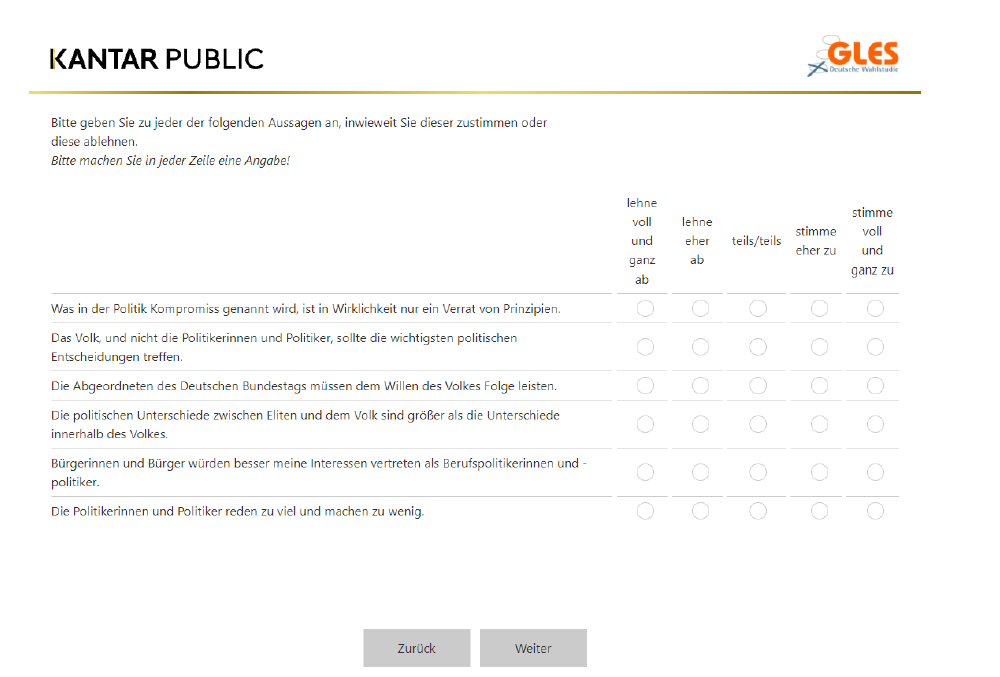 KANTAR PUBLIC
GLES
Deutsche Wahlstudie
Bitte geben Sie zu jeder der folgenden Aussagen an, inwieweit Sie dieser zustimmen oder
diese ablehnen.
Bitte machen Sie in jeder Zeile eine Angabe!
lehne
voll
und
ganz
ab
lehne
eher
ab
teils/teils
stimme
eher zu
stimme
voll
und
ganz zu
Was in der Politik Kompromiss genannt wird, ist in Wirklichkeit nur ein Verrat von Prinzipien.
Das Volk, und nicht die Politikerinnen und Politiker, sollte die wichtigsten politischen
Entscheidungen treffen.
Die Abgeordneten des Deutschen Bundestags müssen dem Willen des Volkes Folge leisten.
Die politischen Unterschiede zwischen Eliten und dem Volk sind größer als die Unterschiede
innerhalb des Volkes.
Bürgerinnen und Bürger würden besser meine Interessen vertreten als Berufspolitikerinnen und -
politiker.
Die Politikerinnen und Politiker reden zu viel und machen zu wenig.
Zurück
Weiter